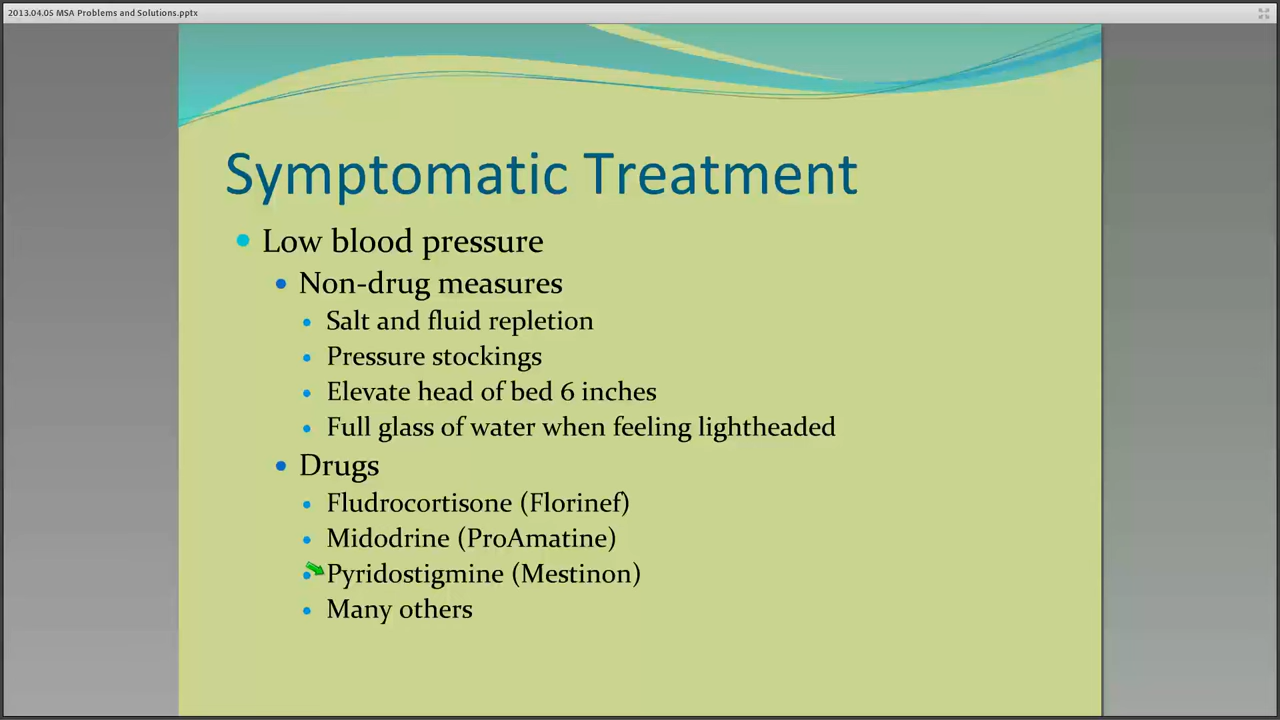 2013.04.05 MSA Problems and Solutions.pptx
Symptomatic Treatment
Low blood pressure
Non-drug measures
Salt and fluid repletion
Pressure stockings
Elevate head of bed 6 inches
Full glass of water when feeling lightheaded
Drugs
Fludrocortisone (Florinef)
Midodrine (ProAmatine)
Pyridostigmine (Mestinon)
Many others